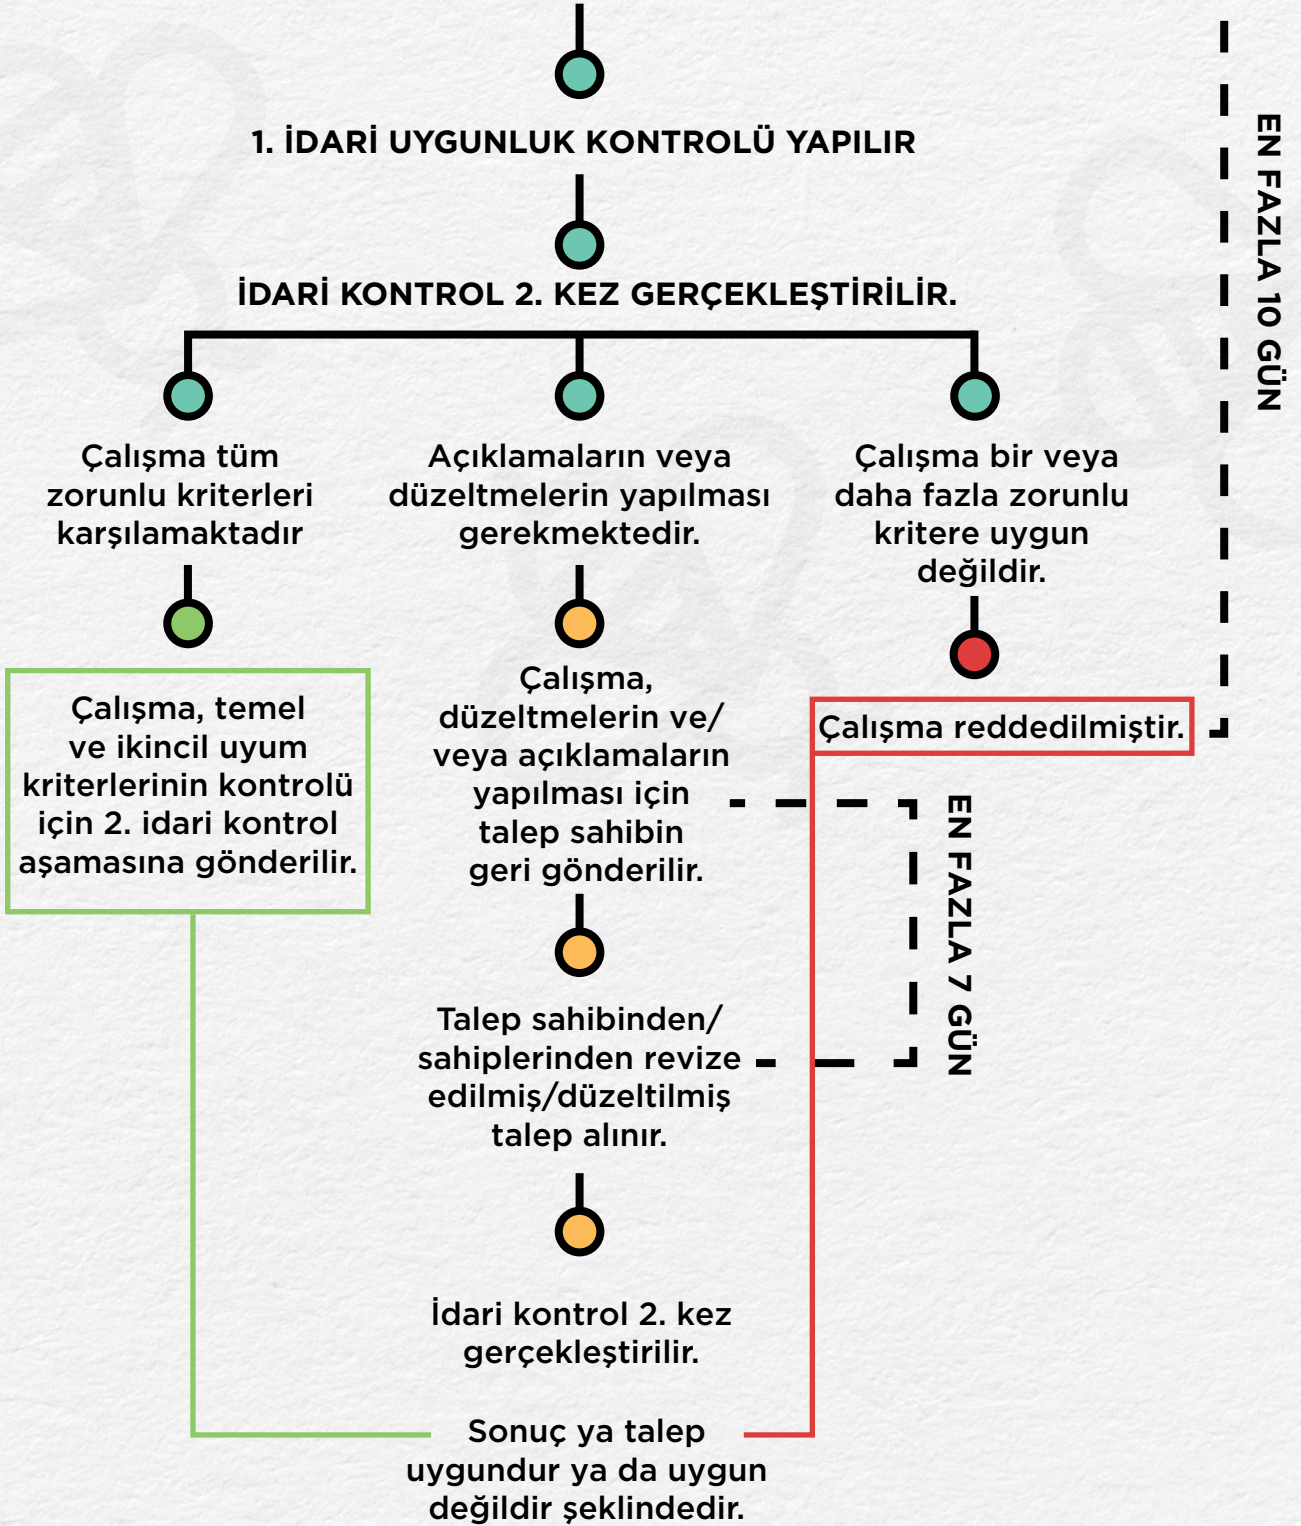 1. İDARİ UYGUNLUK KONTROLÜ YAPILIR
İDARİ KONTROL 2. KEZ GERÇEKLEŞTİRİLİR.
Çalışma tüm
zorunlu kriterleri
karşılamaktadır
Açıklamaların veya
düzeltmelerin yapılması
gerekmektedir.
Çalışma bir veya
daha fazla zorunlu
kritere uygun
değildir.
EN FAZLA 10 GÜN
Çalışma, temel
ve ikincil uyum
kriterlerinin kontrolü
için 2. idari kontrol
aşamasına gönderilir.
Çalışma,
düzeltmelerin ve/
veya açıklamaların
yapılması için
talep sahibin
geri gönderilir.
Çalışma reddedilmiştir.
EN FAZLA 7 GÜN
Talep sahibinden/
sahiplerinden revize
edilmiş/düzeltilmiş
talep alınır.
İdari kontrol 2. kez
gerçekleştirilir.
Sonuç ya talep
uygundur ya da uygun
değildir şeklindedir.